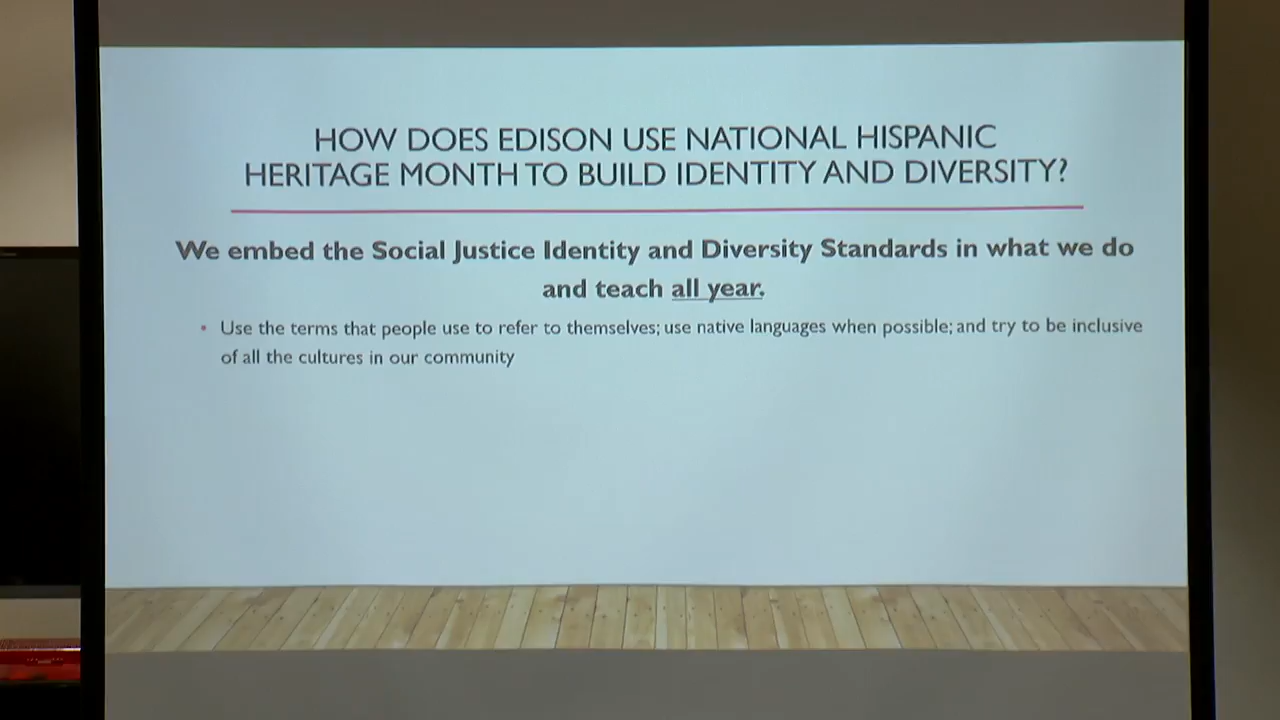 HOW DOES EDISON USE NATIONAL HISPANIC
HERITAGE MONTH TO BUILD IDENTITY AND DIVERSITY?
We embed the Social Justice Identity and Diversity Standards in what we do
and teach all year.
• Use the terms that people use to refer to themselves; use native languages when possible; and try to be inclusive
of all the cultures in our community